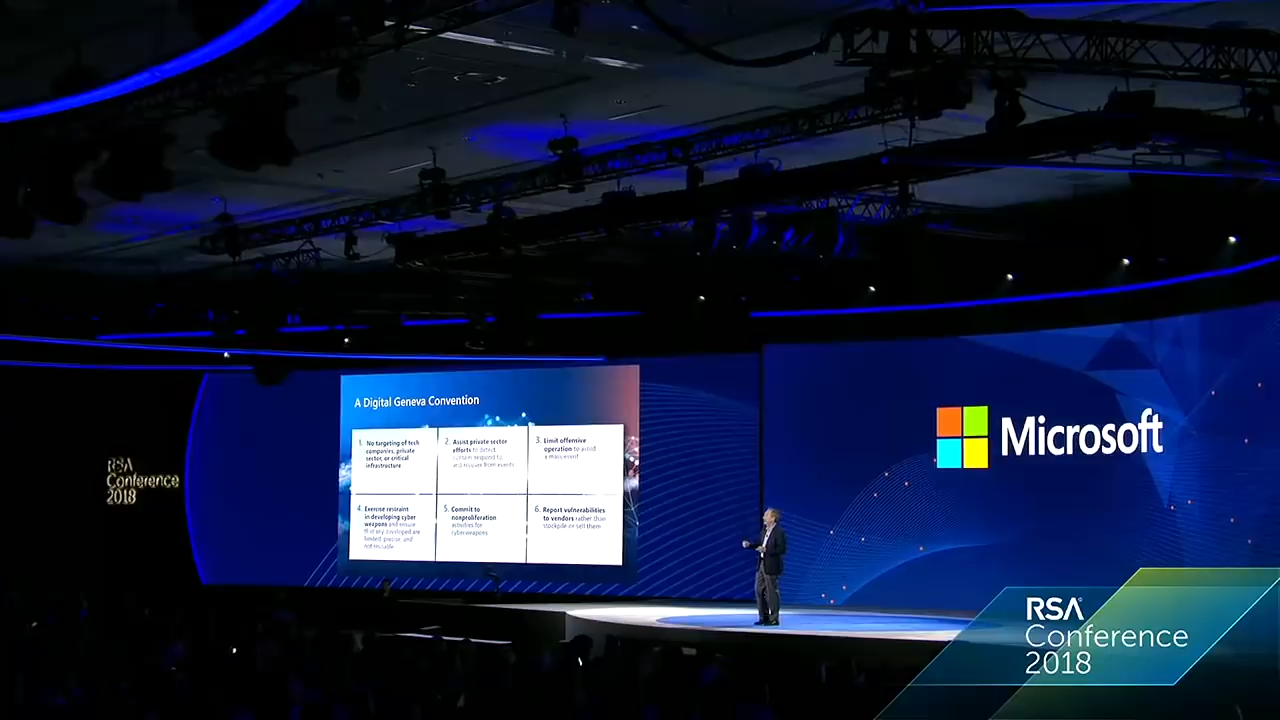 A Digital Geneva Convention
1. No targeting of tech
companies, private
sector, or critical
infrastructure
2. Assist private sector
efforts to detect,
contain, respond to,
and recover from events
3. Limit offensive
operation to avoid
a mass event
4. Exercise restraint
in developing cyber
weapons and ensure
that any developed are
limited, precise, and
not reusable
5. Commit to
nonproliferation
activities for
cyberweapons
6. Report vulnerabilities
to vendors rather than
stockpile or sell them
Microsoft
RSA
Conference
2018
RSA
Conference
2018